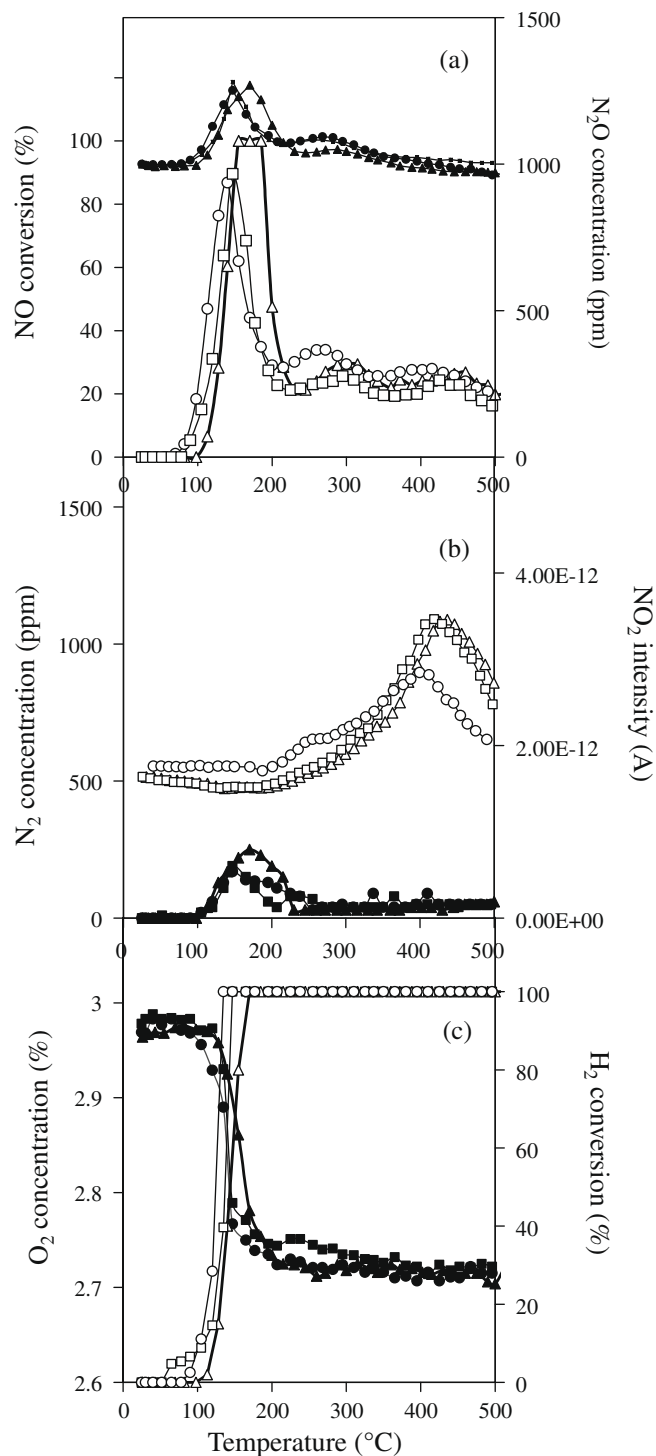 (a)
NO conversion (%)
N₂O concentration (ppm)
1500
1000
500
0
100
80
60
40
20
0
0 100 200 300 400 500
(b)
N₂ concentration (ppm)
NO₂ intensity (A)
1500
1000
500
0
4.00E-12
2.00E-12
0.00E+00
0 100 200 300 400 500
(c)
O₂ concentration (%)
H₂ conversion (%)
3
2.9
2.8
2.7
2.6
100
80
60
40
20
0
0 100 200 300 400 500
Temperature (°C)